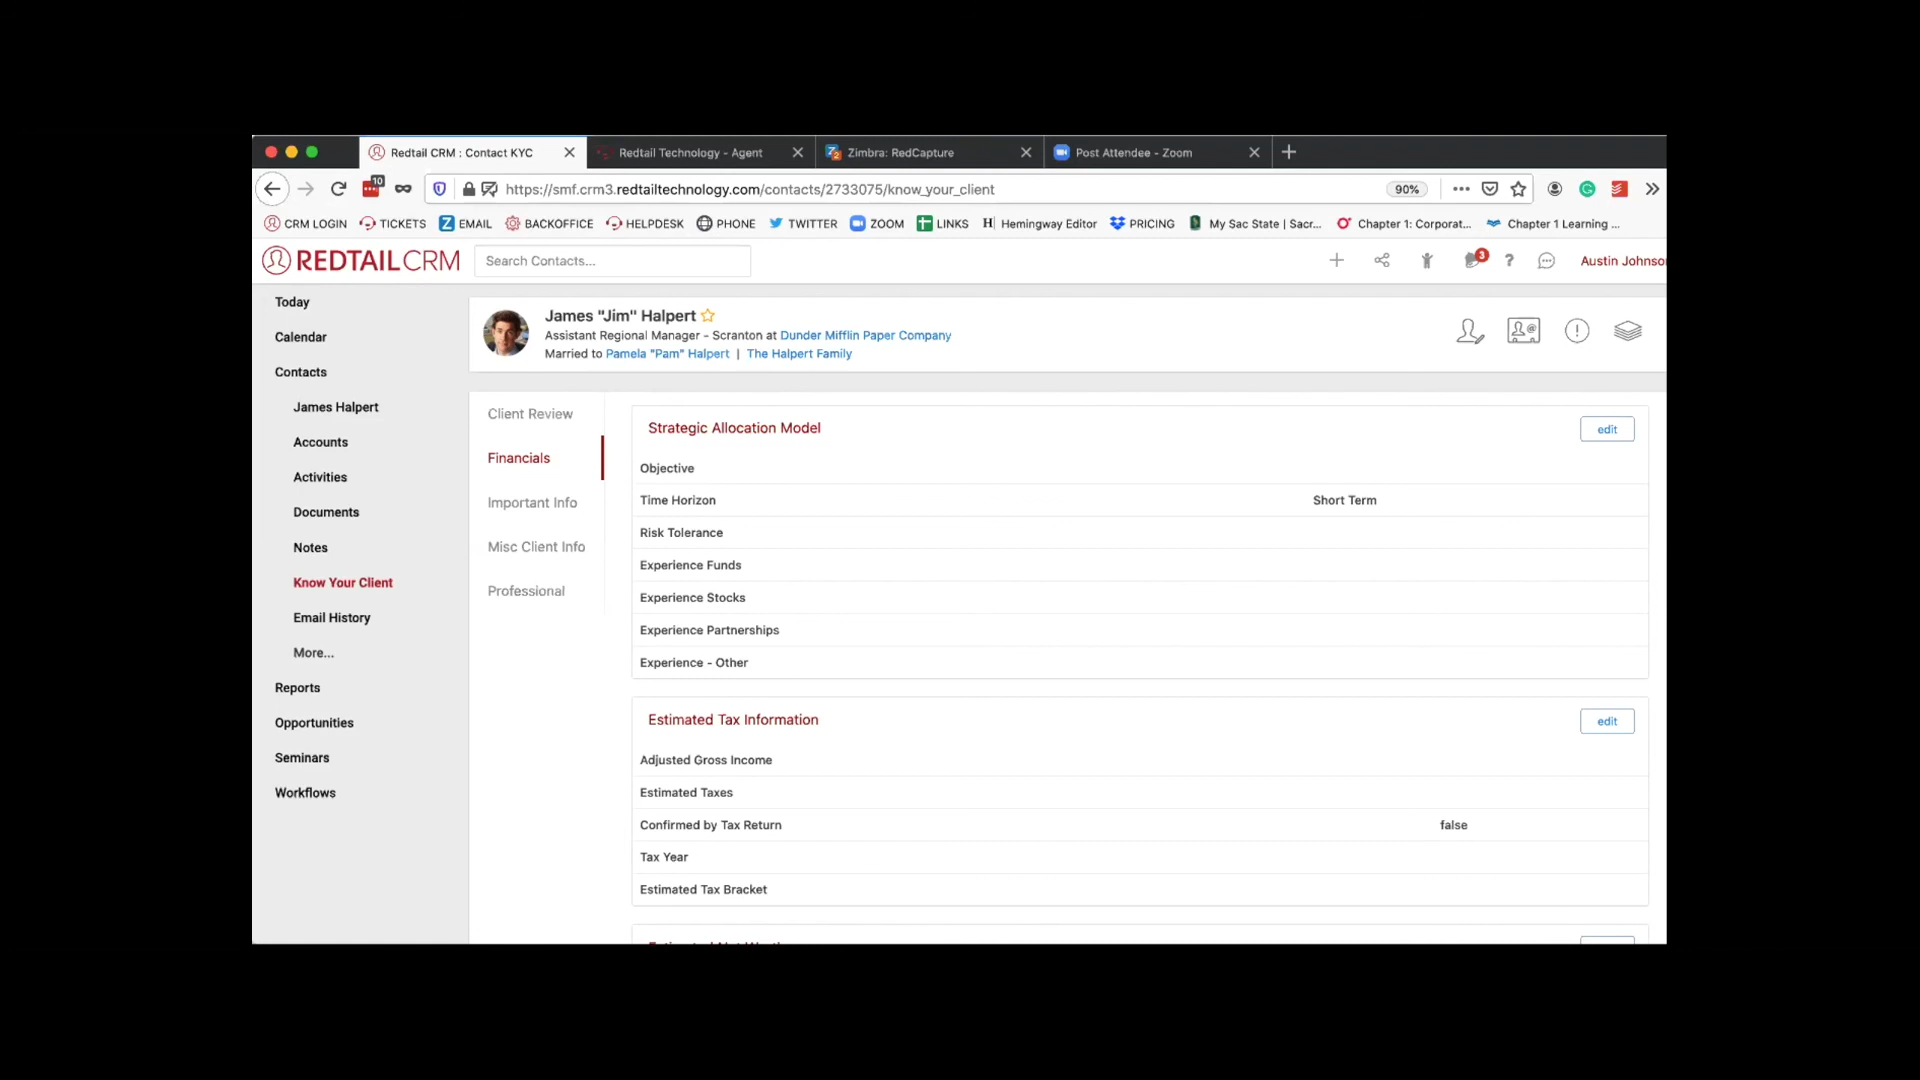 Redtail CRM : Contact KYC
Redtail Technology - Agent
Zimbra: RedCapture
Post Attendee - Zoom
10
https://smf.crm3.redtailtechnology.com/contacts/2733075/know_your_client
90%
CRM LOGIN
TICKETS
EMAIL
BACKOFFICE
HELPDESK
PHONE
TWITTER
ZOOM
LINKS
Hemingway Editor
PRICING
My Sac State | Sacr...
Chapter 1: Corporat...
Chapter 1 Learning ...
REDTAILCRM
Search Contacts...
3
Austin Johnso
Today
Calendar
Contacts
James Halpert
Accounts
Activities
Documents
Notes
Know Your Client
Email History
More...
Reports
Opportunities
Seminars
Workflows
James "Jim" Halpert
Assistant Regional Manager - Scranton at Dunder Mifflin Paper Company
Married to Pamela "Pam" Halpert | The Halpert Family
Client Review
Financials
Important Info
Misc Client Info
Professional
Strategic Allocation Model
edit
Objective
Time Horizon Short Term
Risk Tolerance
Experience Funds
Experience Stocks
Experience Partnerships
Experience - Other
Estimated Tax Information
edit
Adjusted Gross Income
Estimated Taxes
Confirmed by Tax Return false
Tax Year
Estimated Tax Bracket